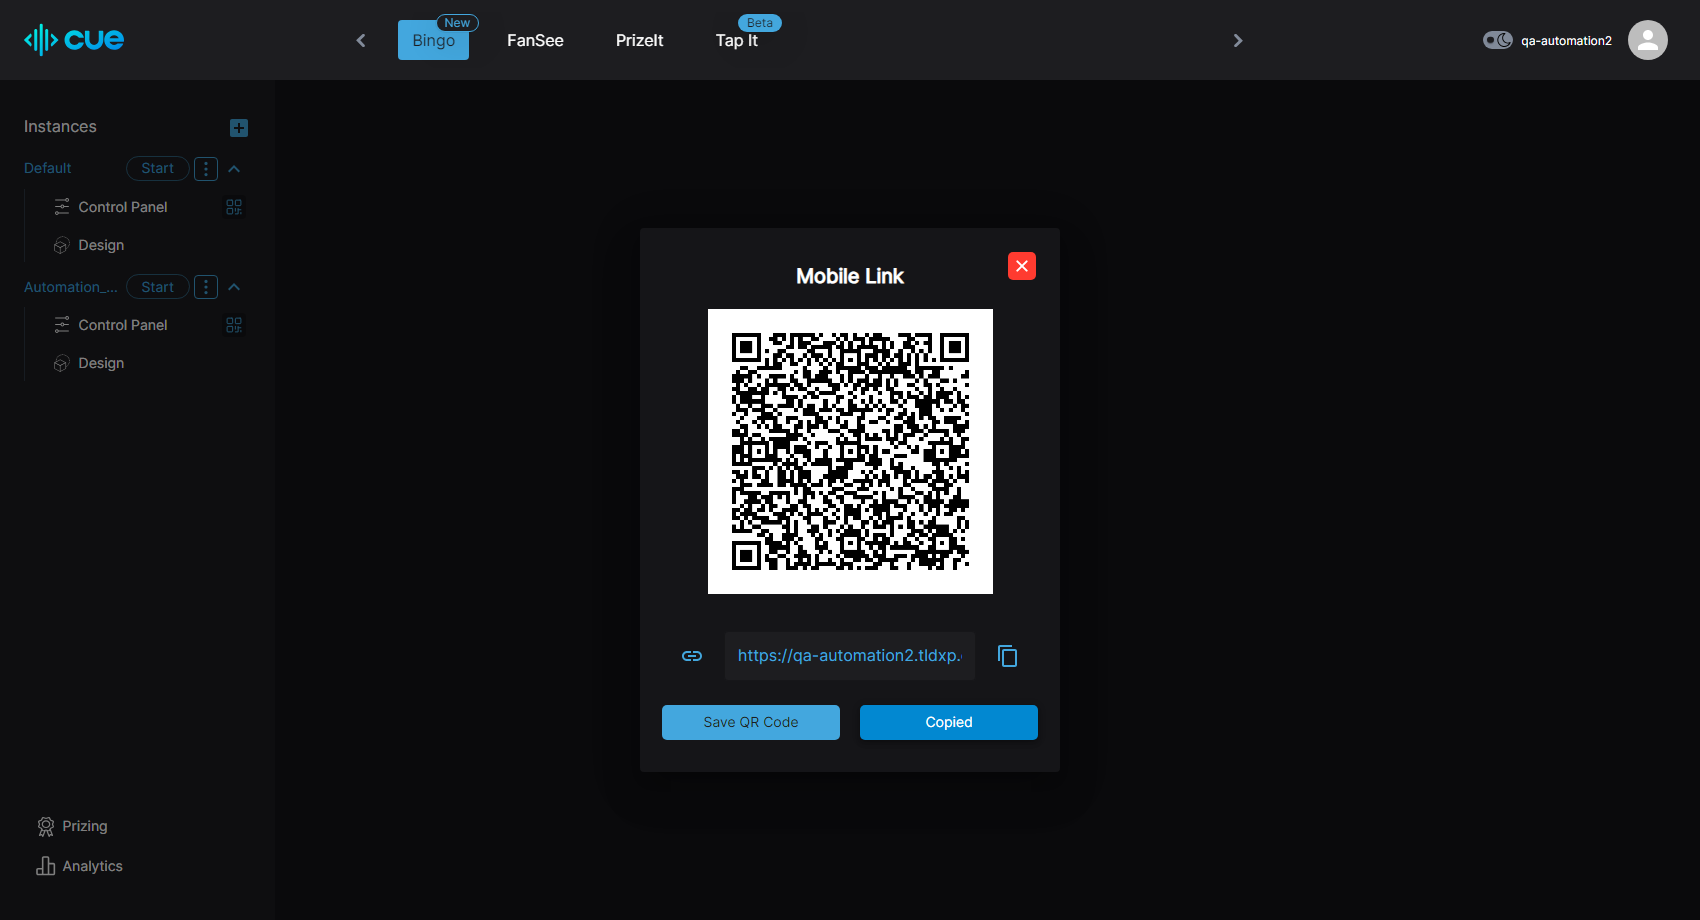 cue
Bingo
New
FanSee
PrizeIt
Tap It
Beta
qa-automation2
Instances
Default
Start
Control Panel
Design
Automation_...
Start
Control Panel
Design
Prizing
Analytics
Mobile Link
https://qa-automation2.tldxp.
Save QR Code
Copied